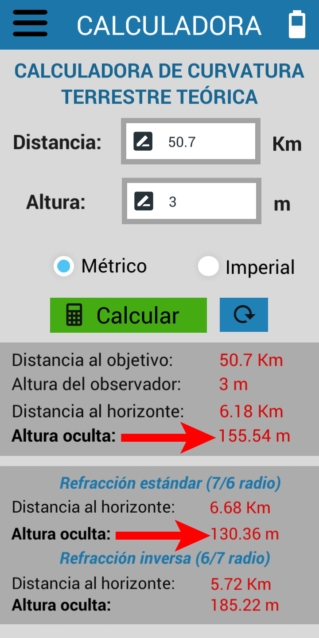 CALCULADORA
CALCULADORA DE CURVATURA
TERRESTRE TEÓRICA
Distancia: 50.7 Km
Altura: 3 m
Métrico Imperial
Calcular
Distancia al objetivo: 50.7 Km
Altura del observador: 3 m
Distancia al horizonte: 6.18 Km
Altura oculta: 155.54 m
Refracción estándar (7/6 radio)
Distancia al horizonte: 6.68 Km
Altura oculta: 130.36 m
Refracción inversa (6/7 radio)
Distancia al horizonte: 5.72 Km
Altura oculta: 185.22 m